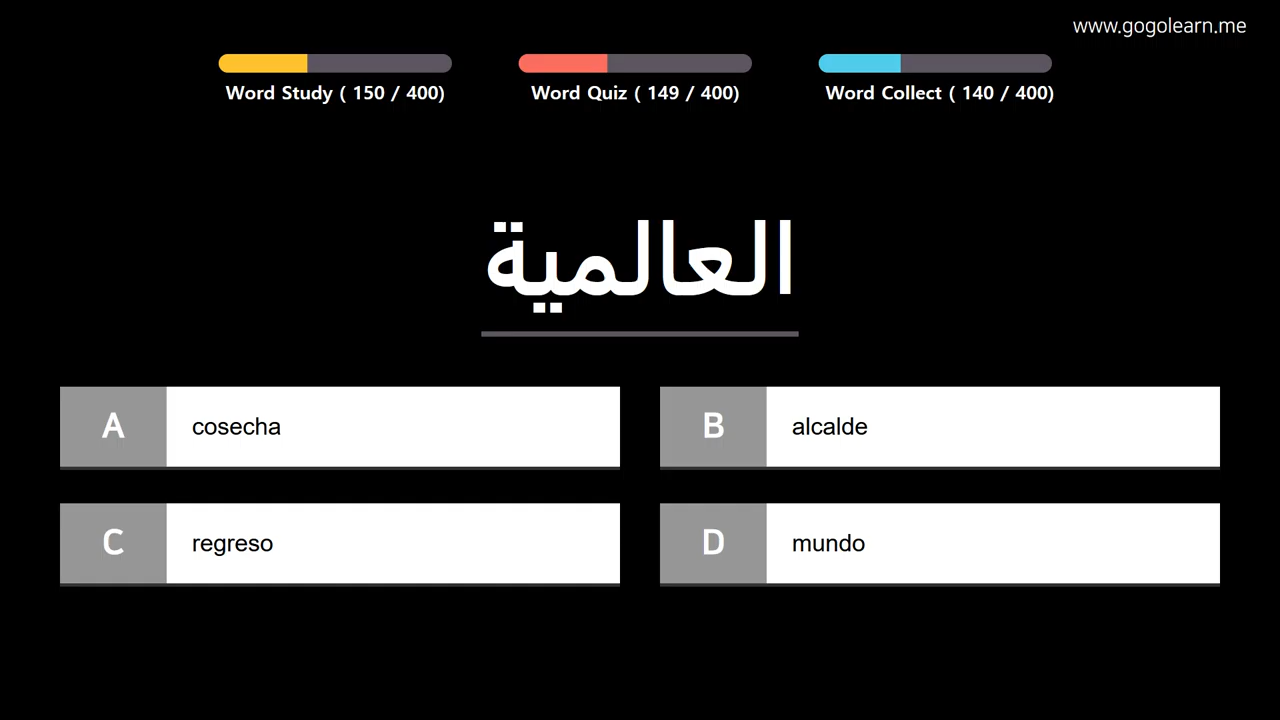 www.gogolearn.me
Word Study ( 150 / 400)
Word Quiz ( 149 / 400)
Word Collect ( 140 / 400)
العالمية
A cosecha
B alcalde
C regreso
D mundo